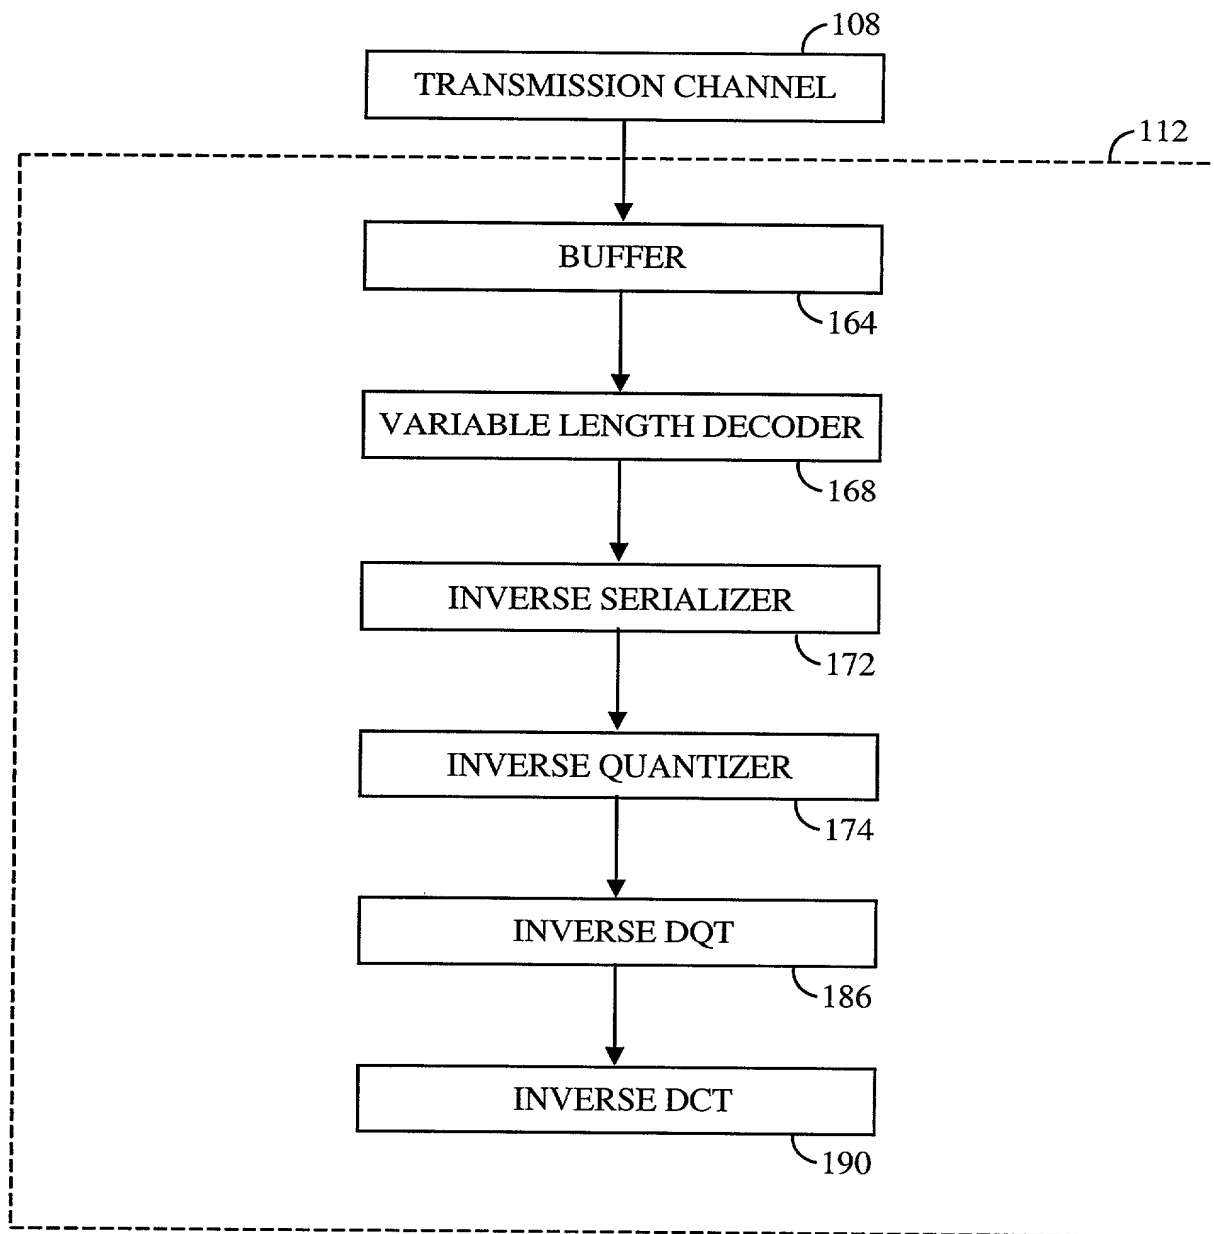 108
TRANSMISSION CHANNEL
112
BUFFER
164
VARIABLE LENGTH DECODER
168
INVERSE SERIALIZER
172
INVERSE QUANTIZER
174
INVERSE DQT
186
INVERSE DCT
190